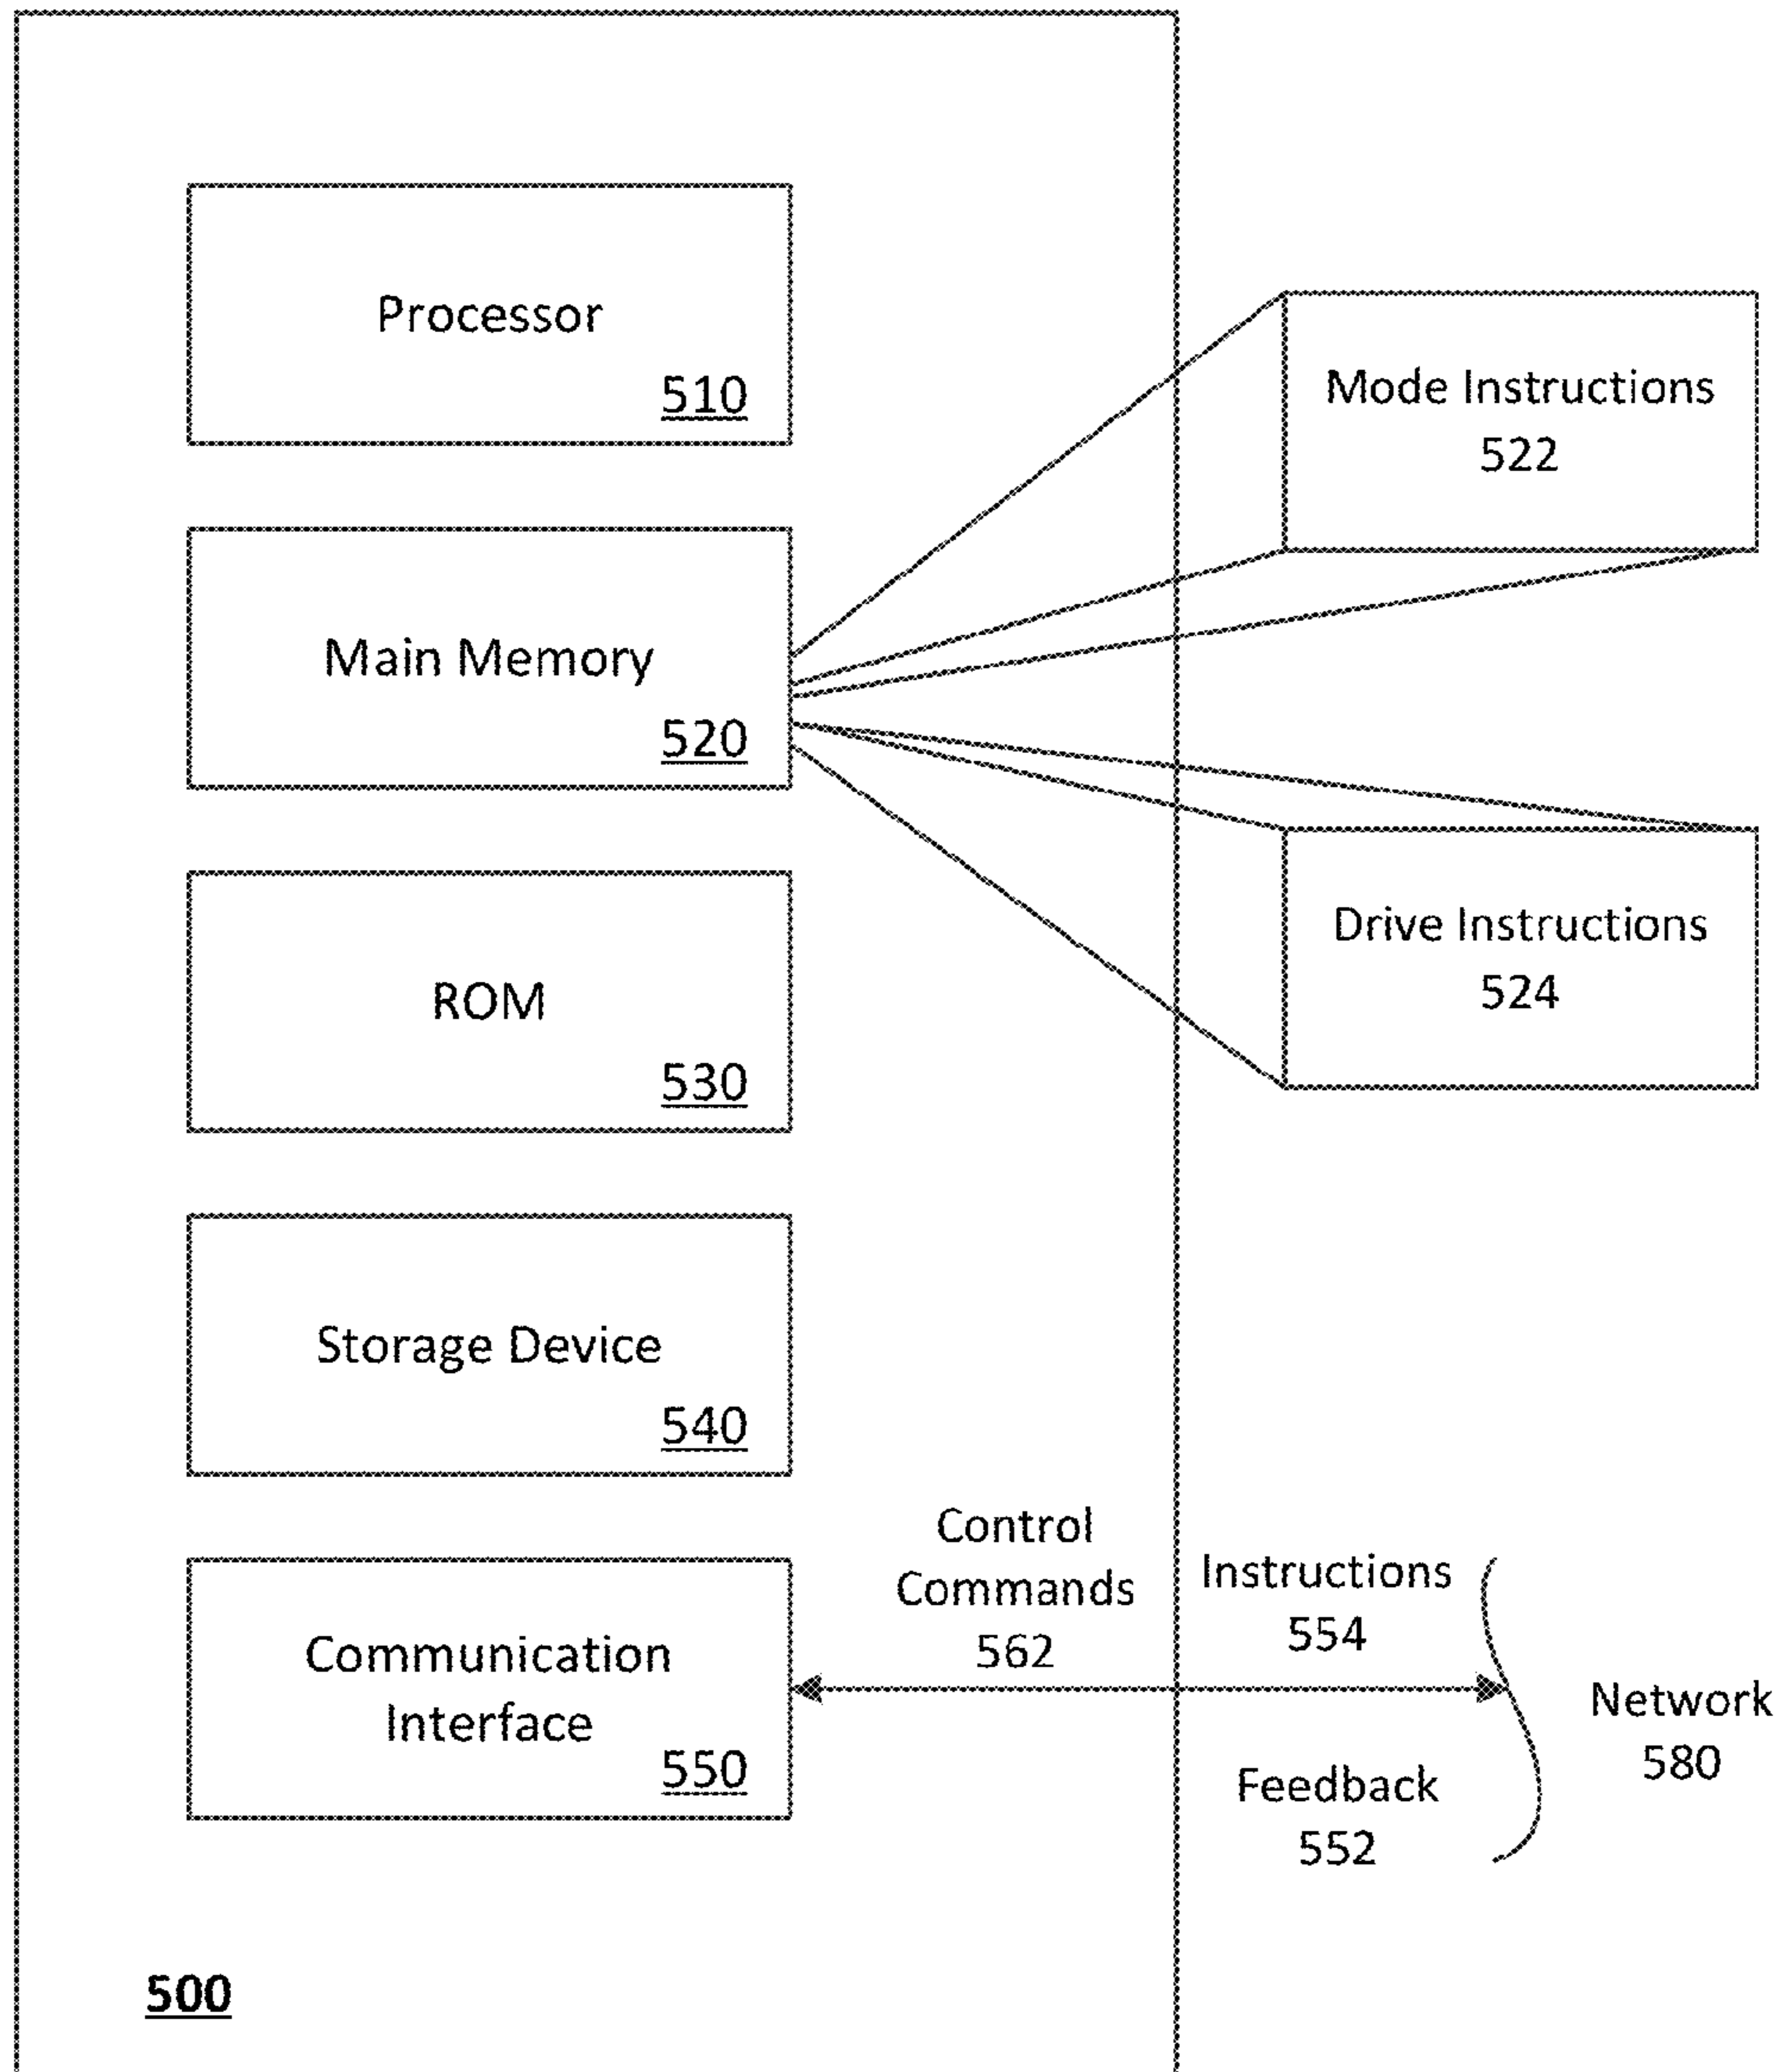 Processor
510
Mode Instructions
522
Main Memory
520
Drive Instructions
524
ROM
530
Storage Device
540
Control
Commands
562
Instructions
554
Communication
Interface
550
Network
580
Feedback
552
500